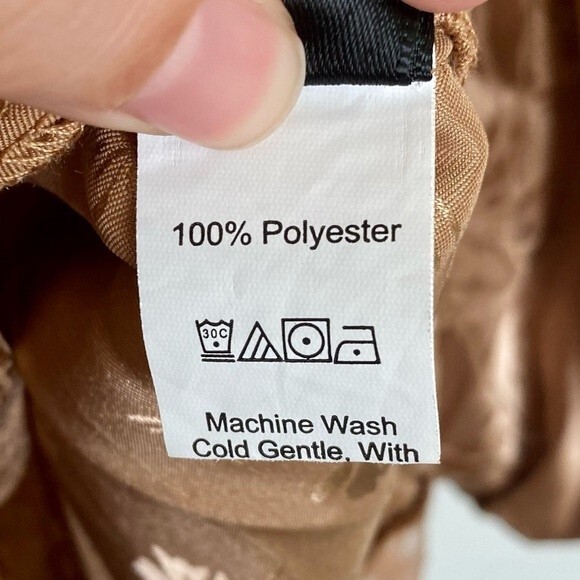 100% Polyester
30C
Machine Wash
Cold Gentle, With